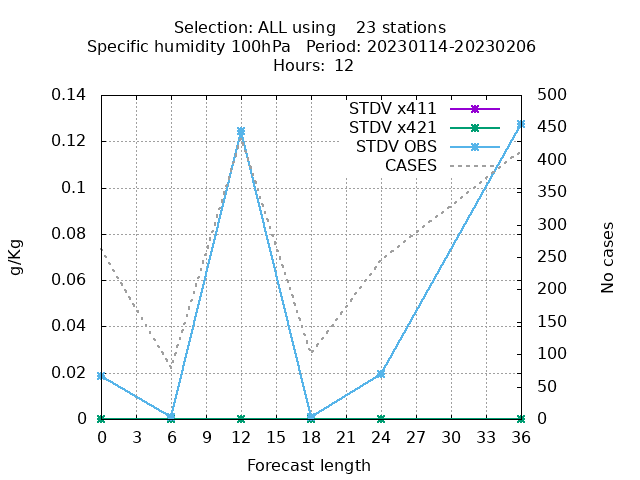 Selection: ALL using    23 stations
Specific humidity 100hPa   Period: 20230114-20230206
Hours:  12
STDV x411
STDV x421
STDV OBS
CASES
g/Kg
0.14
0.12
0.1
0.08
0.06
0.04
0.02
0
No cases
500
450
400
350
300
250
200
150
100
50
0
0 3 6 9 12 15 18 21 24 27 30 33 36
Forecast length